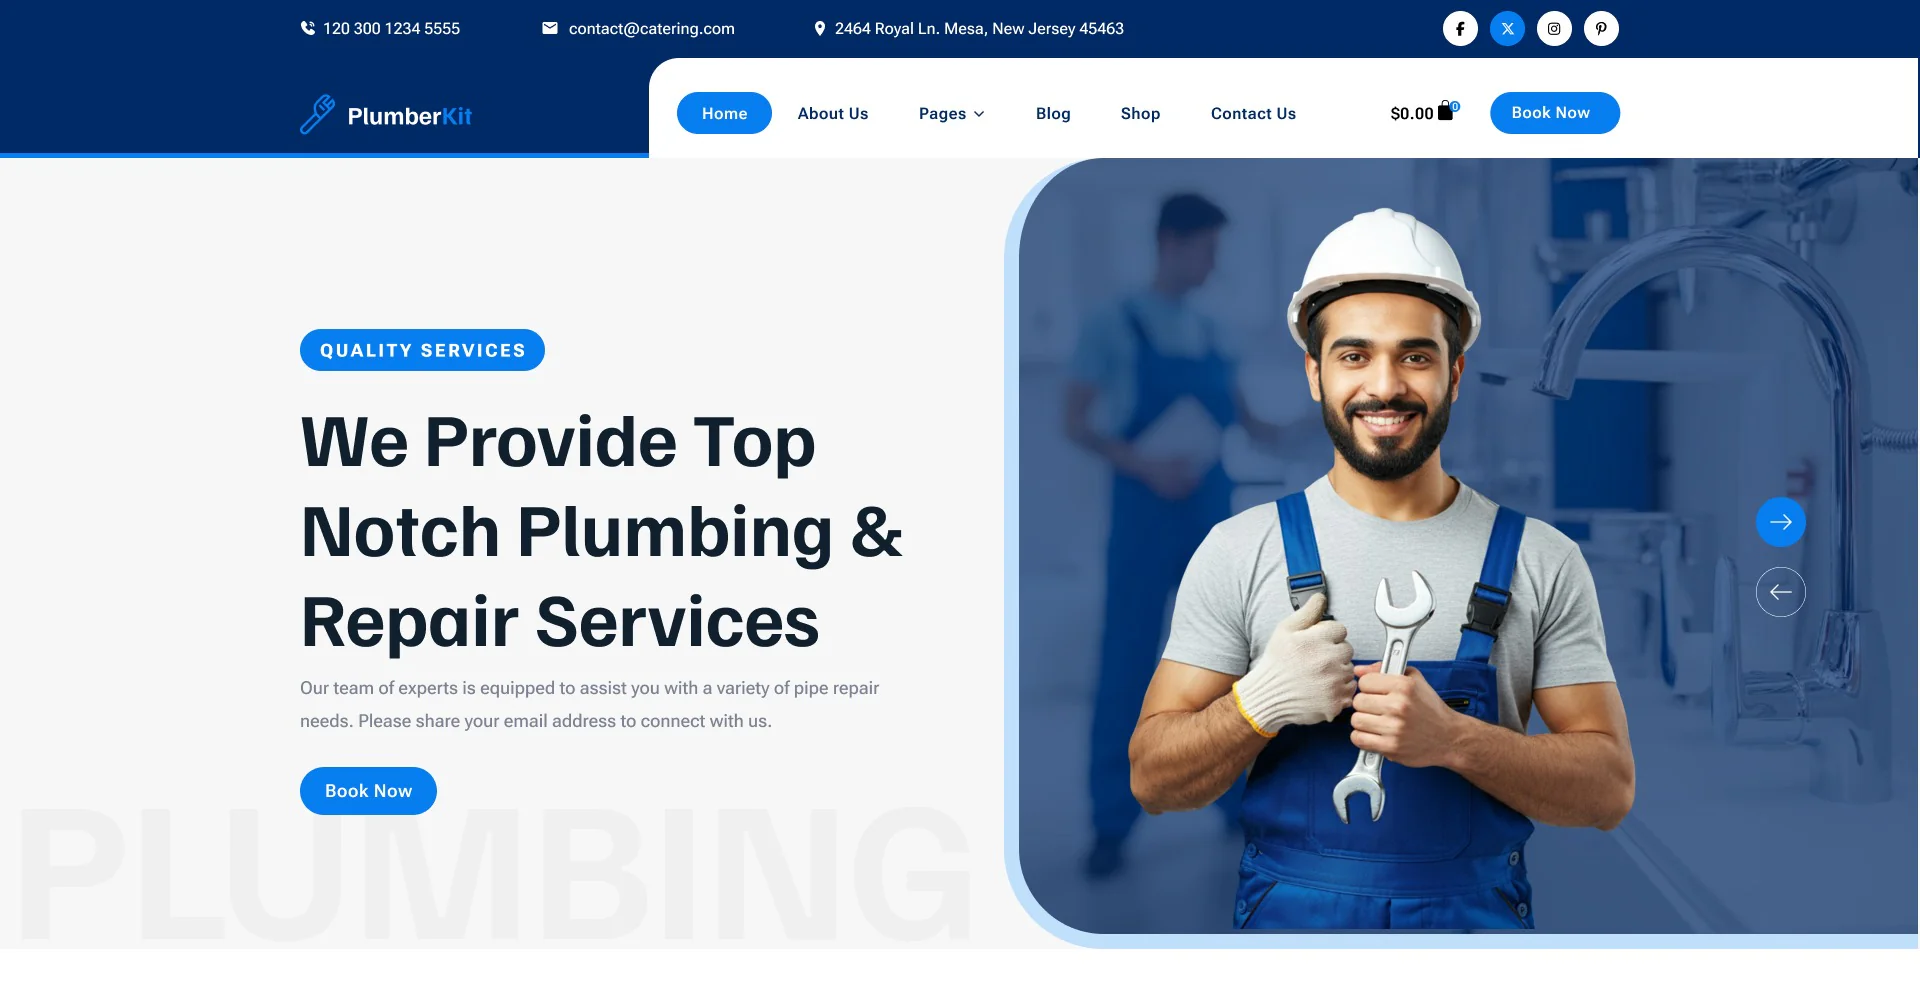 120 300 1234 5555
contact@catering.com
2464 Royal Ln. Mesa, New Jersey 45463
PlumberKit
Home
About Us
Pages
Blog
Shop
Contact Us
$0.00
0
Book Now
QUALITY SERVICES
We Provide Top
Notch Plumbing &
Repair Services
Our team of experts is equipped to assist you with a variety of pipe repair
needs. Please share your email address to connect with us.
Book Now
PLUMBING